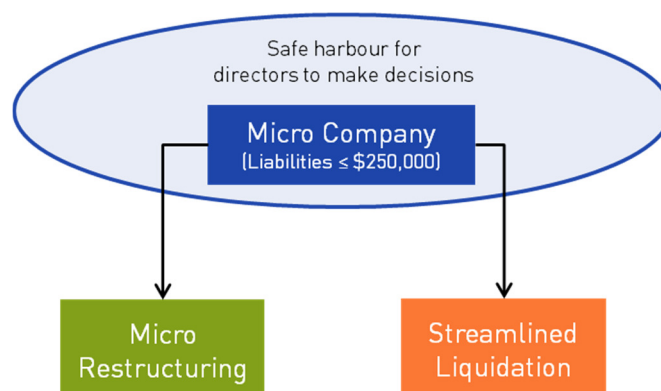 Safe harbour for
directors to make decisions
Micro Company
(Liabilities ≤ $250,000)
Micro
Restructuring
Streamlined
Liquidation